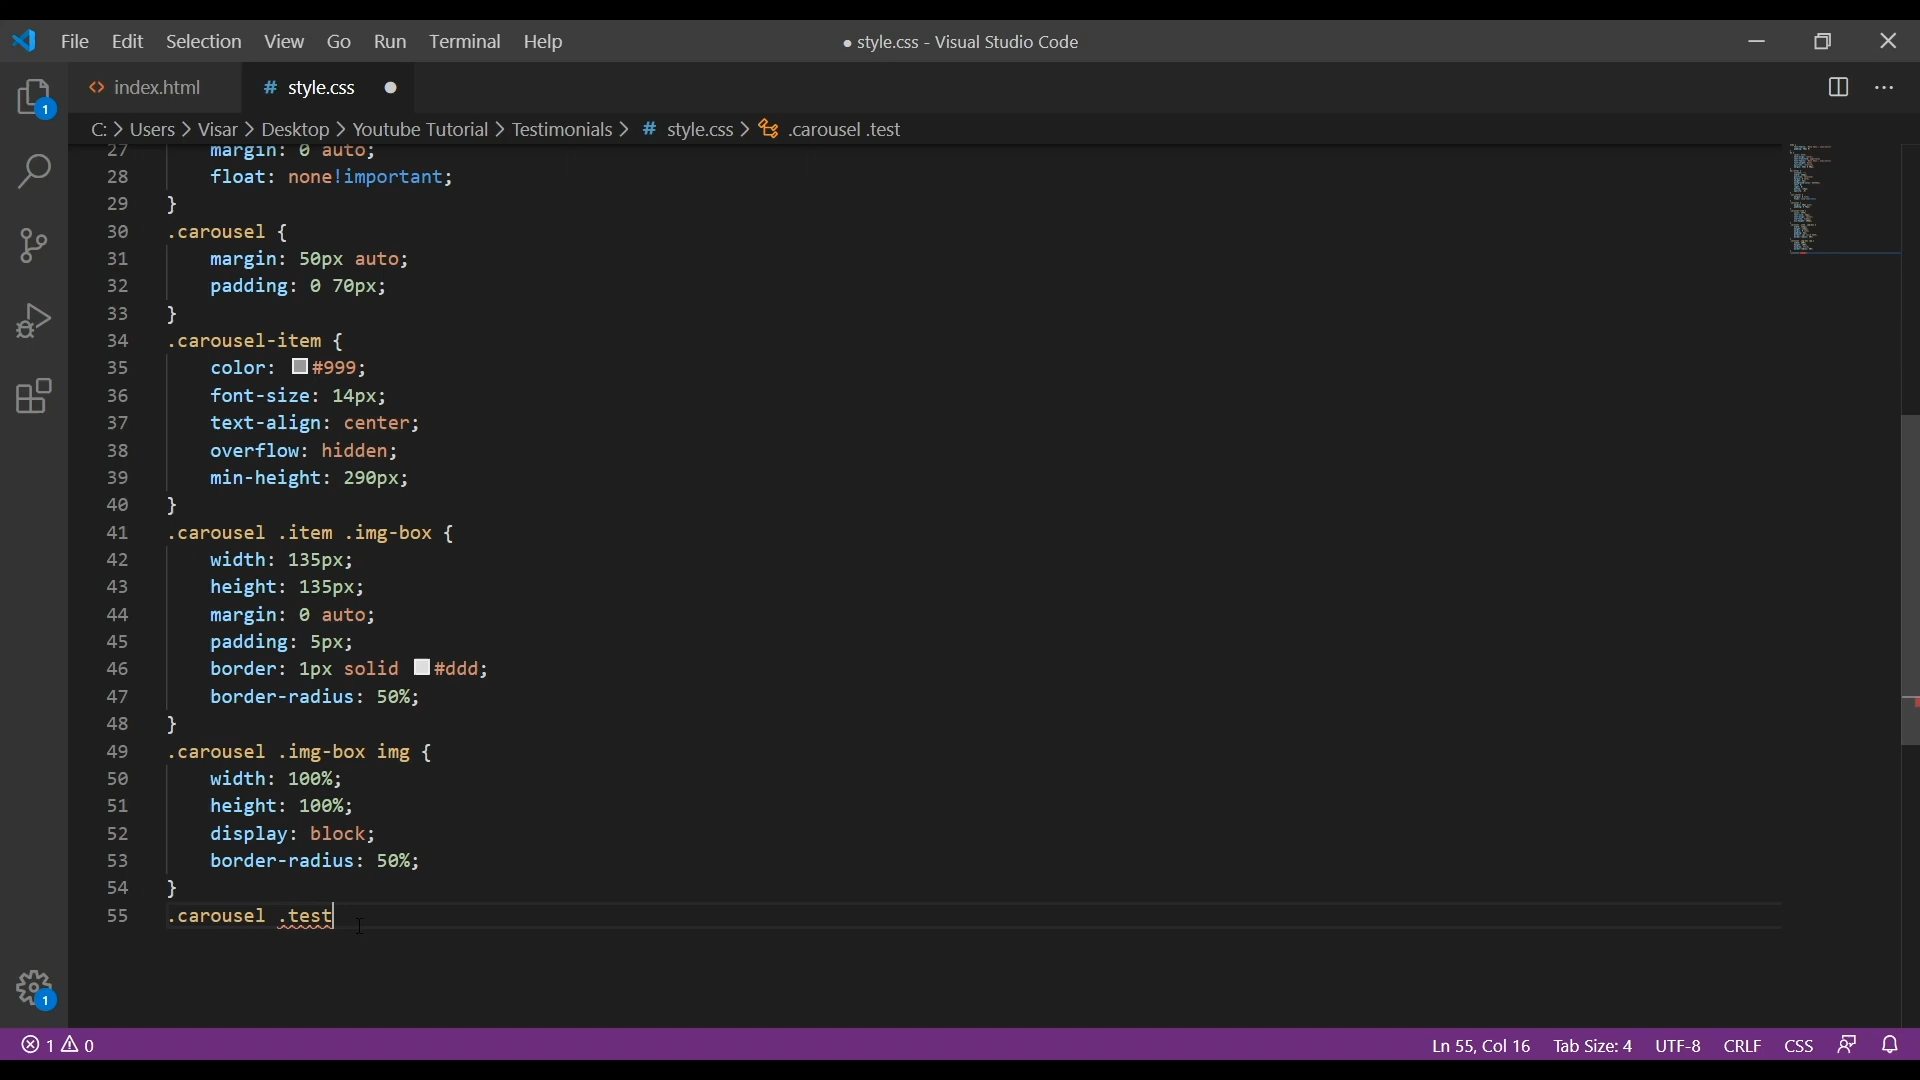 File Edit Selection View Go Run Terminal Help
● style.css - Visual Studio Code
index.html
# style.css ●
C: > Users > Visar > Desktop > Youtube Tutorial > Testimonials > # style.css > .carousel .test
27 margin: 0 auto;
28 float: none!important;
29 }
30 .carousel {
31 margin: 50px auto;
32 padding: 0 70px;
33 }
34 .carousel-item {
35 color: #999;
36 font-size: 14px;
37 text-align: center;
38 overflow: hidden;
39 min-height: 290px;
40 }
41 .carousel .item .img-box {
42 width: 135px;
43 height: 135px;
44 margin: 0 auto;
45 padding: 5px;
46 border: 1px solid #ddd;
47 border-radius: 50%;
48 }
49 .carousel .img-box img {
50 width: 100%;
51 height: 100%;
52 display: block;
53 border-radius: 50%;
54 }
55 .carousel .test
1
1
1 0
Ln 55, Col 16 Tab Size: 4 UTF-8 CRLF CSS